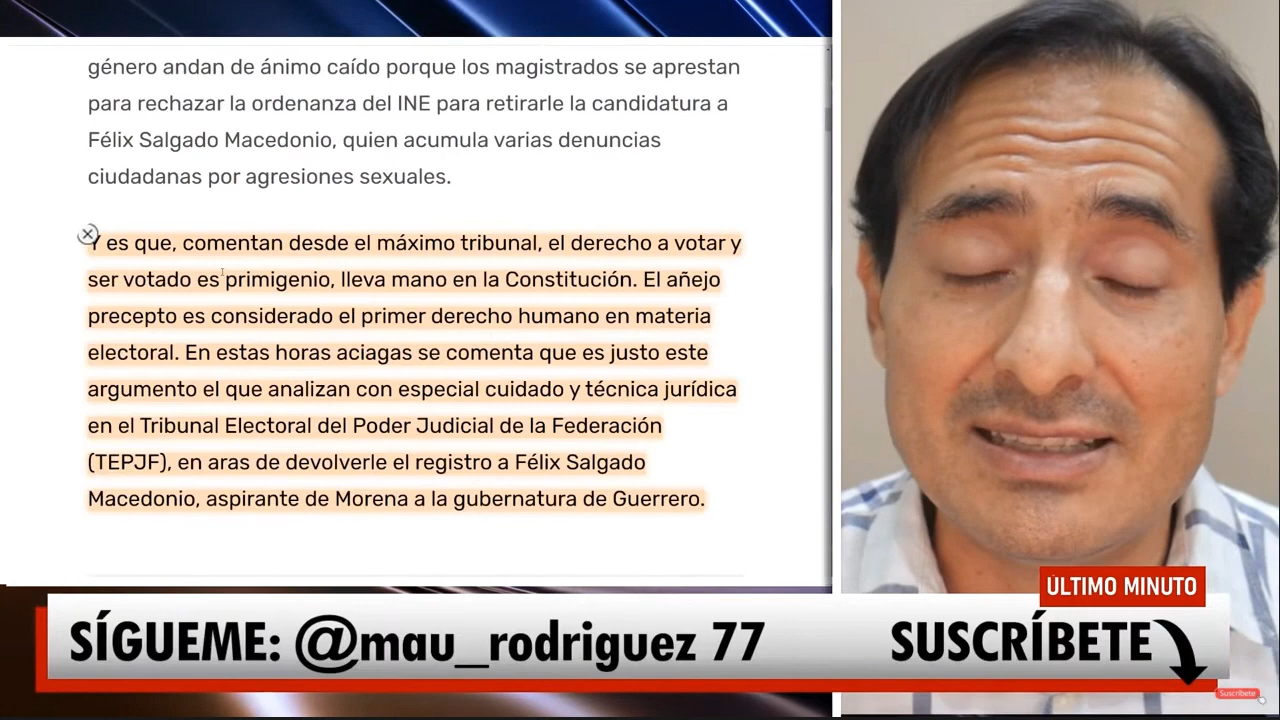 género andan de ánimo caído porque los magistrados se aprestan
para rechazar la ordenanza del INE para retirarle la candidatura a
Félix Salgado Macedonio, quien acumula varias denuncias
ciudadanas por agresiones sexuales.
Y es que, comentan desde el máximo tribunal, el derecho a votar y
ser votado es primigenio, lleva mano en la Constitución. El añejo
precepto es considerado el primer derecho humano en materia
electoral. En estas horas aciagas se comenta que es justo este
argumento el que analizan con especial cuidado y técnica jurídica
en el Tribunal Electoral del Poder Judicial de la Federación
(TEPJF), en aras de devolverle el registro a Félix Salgado
Macedonio, aspirante de Morena a la gubernatura de Guerrero.
ÚLTIMO MINUTO
SÍGUEME: @mau_rodriguez 77
SUSCRÍBETE
Suscríbete